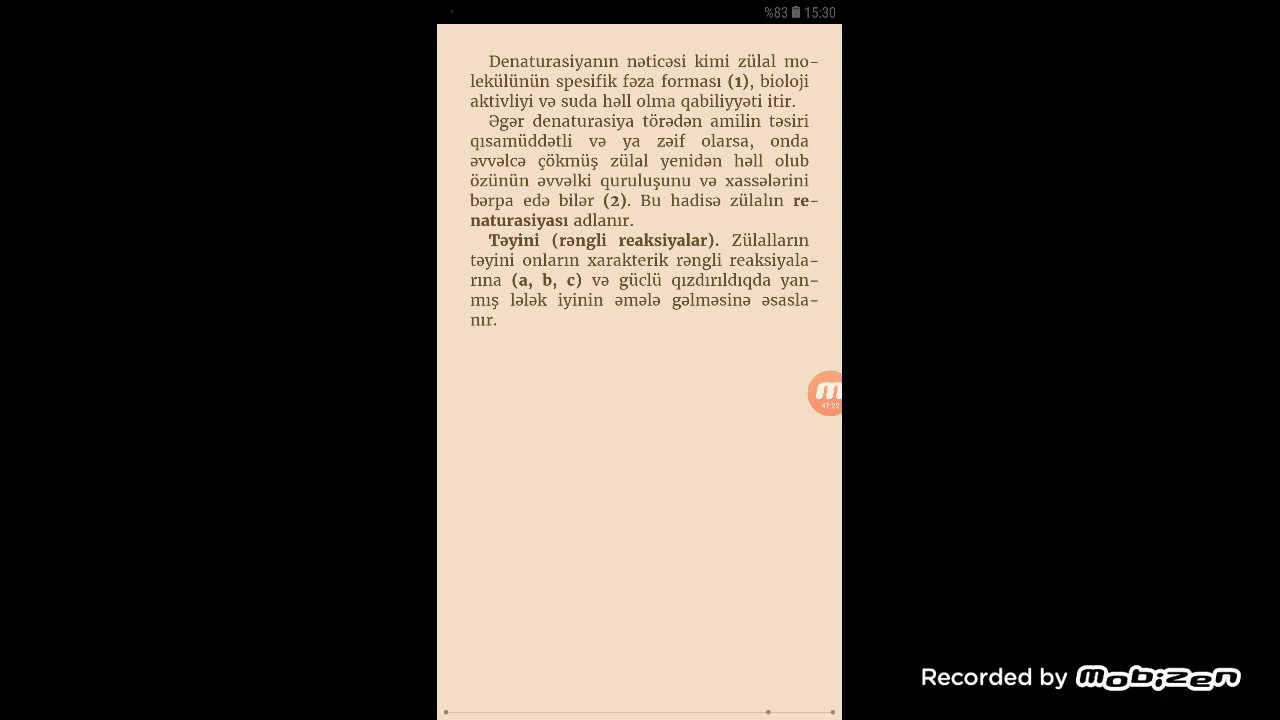 %83 15:30
Denaturasiyanın nəticəsi kimi zülal mo-
lekülünün spesifik fəza forması (1), bioloji
aktivliyi və suda həll olma qabiliyyəti itir.
Əgər denaturasiya törədən amilin təsiri
qısamüddətli və ya zəif olarsa, onda
əvvəlcə çökmüş zülal yenidən həll olub
özünün əvvəlki quruluşunu və xassələrini
bərpa edə bilər (2). Bu hadisə zülalın re-
naturasiyası adlanır.
Təyini (rəngli reaksiyalar). Zülalların
təyini onların xarakterik rəngli reaksiyala-
rına (a, b, c) və güclü qızdırıldıqda yan-
mış lələk iyinin əmələ gəlməsinə əsasla-
nır.
m
47:22
Recorded by mobizen